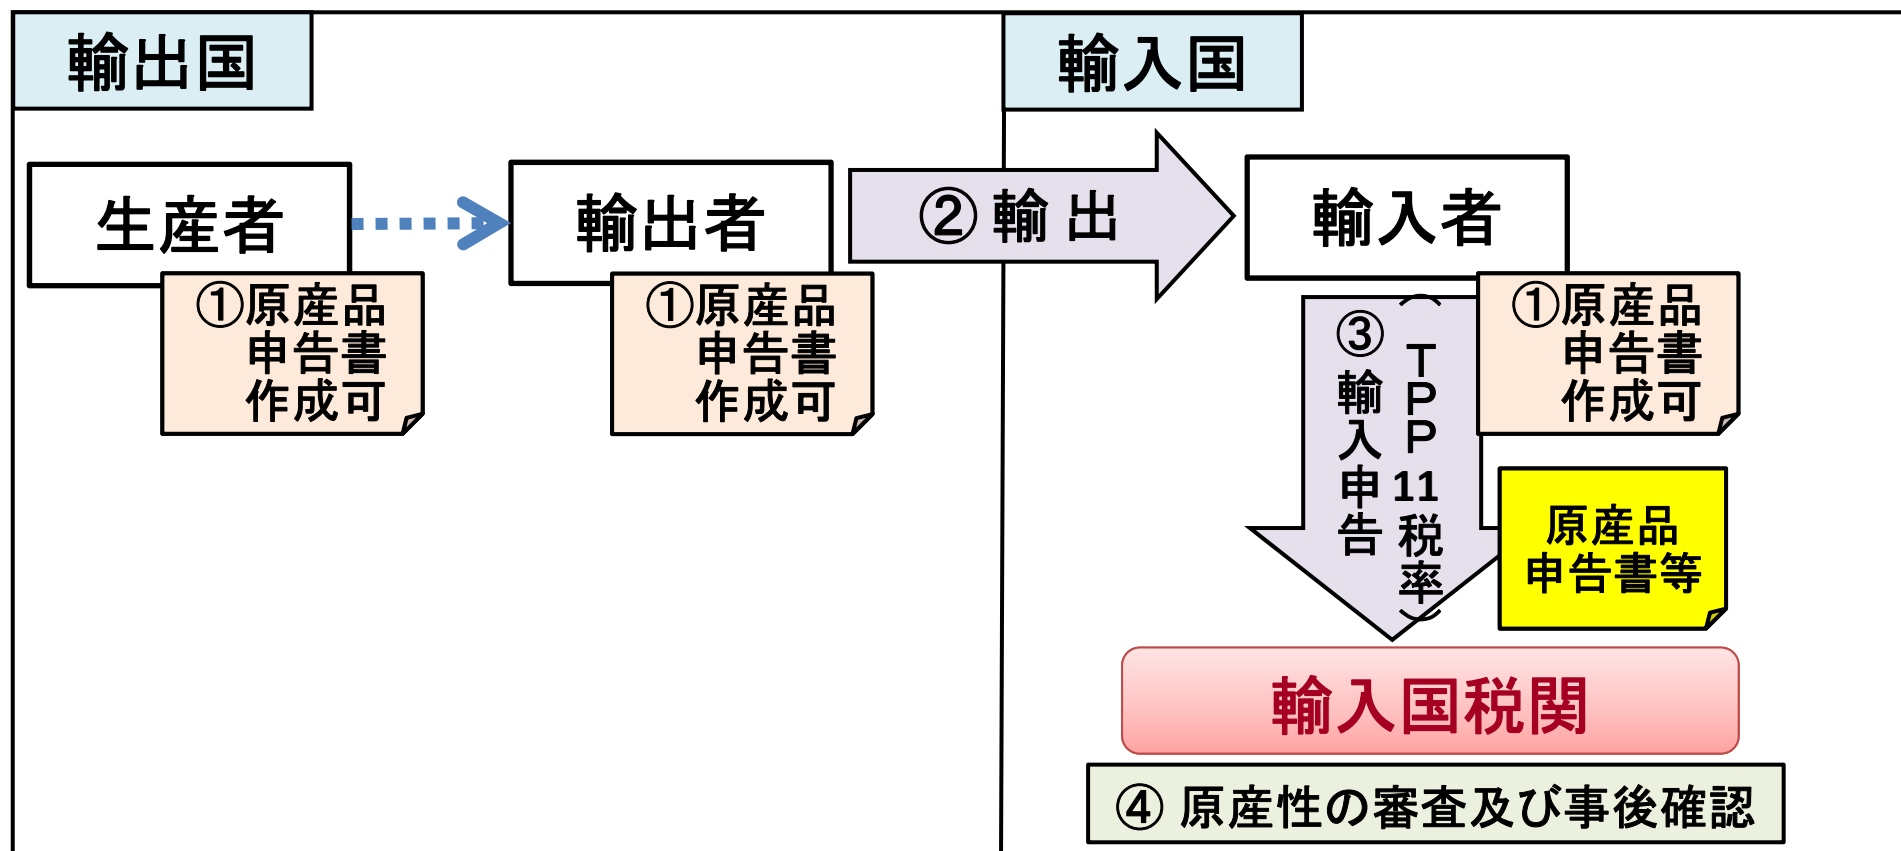 輸出国
輸入国
生産者
輸出者
②輸出
輸入者
①原産品
申告書
作成可
①原産品
申告書
作成可
①原産品
申告書
作成可
③輸入申告
（TPP11税率）
原産品
申告書等
輸入国税関
④ 原産性の審査及び事後確認